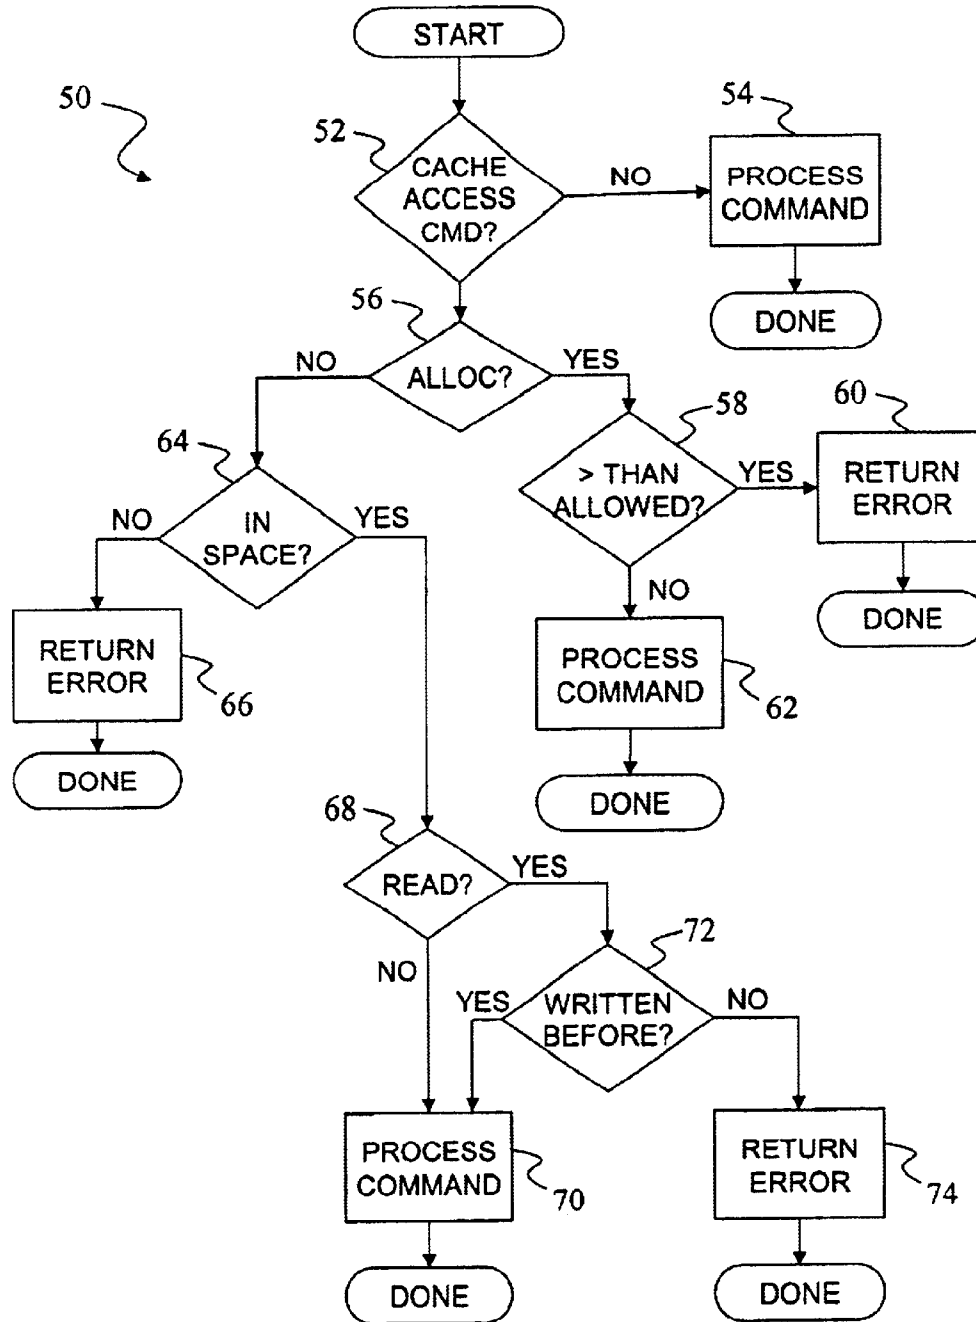 START
50
52
54
CACHE
ACCESS
CMD?
NO
PROCESS
COMMAND
DONE
56
ALLOC?
NO
YES
58
60
> THAN
ALLOWED?
YES
RETURN
ERROR
DONE
NO
PROCESS
COMMAND
62
DONE
64
IN
SPACE?
NO
YES
RETURN
ERROR
66
DONE
68
READ?
YES
NO
72
WRITTEN
BEFORE?
YES
NO
PROCESS
COMMAND
70
DONE
RETURN
ERROR
74
DONE